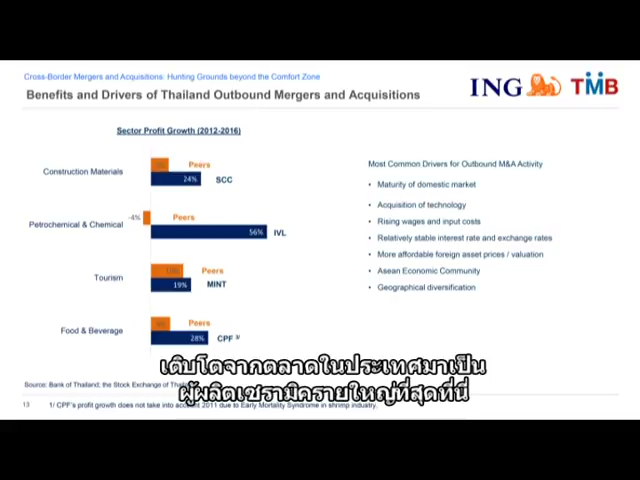 Cross-Border Mergers and Acquisitions: Hunting Grounds beyond the Comfort Zone
Benefits and Drivers of Thailand Outbound Mergers and Acquisitions
ING TMB
Sector Profit Growth (2012-2016)
Construction Materials
Peers
24% SCC
Petrochemical & Chemical
-4% Peers
56% IVL
Tourism
Peers
19% MINT
Food & Beverage
Peers
28% CPF 1/
Most Common Drivers for Outbound M&A Activity
• Maturity of domestic market
• Acquisition of technology
• Rising wages and input costs
• Relatively stable interest rate and exchange rates
• More affordable foreign asset prices / valuation
• Asean Economic Community
• Geographical diversification
เติบโตจากตลาดในประเทศมาเป็น
ผู้ผลิตเซรามิครายใหญ่ที่สุดที่นี่
Source: Bank of Thailand, the Stock Exchange of
13 1/ CPF's profit growth does not take into account 2011 due to Early Mortality Syndrome in shrimp industry.